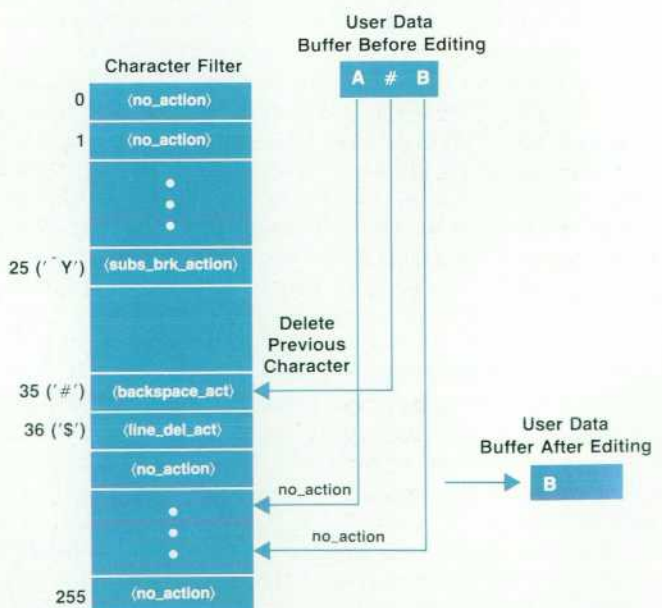 User Data
Buffer Before Editing
A # B
Character Filter
0 (no_action)
1 (no_action)
25 ('^Y') (subs_brk_action)
Delete
Previous
Character
35 ('#') (backspace_act)
36 ('$') (line_del_act)
(no_action)
no_action
no_action
255 (no_action)
User Data
Buffer After Editing
B